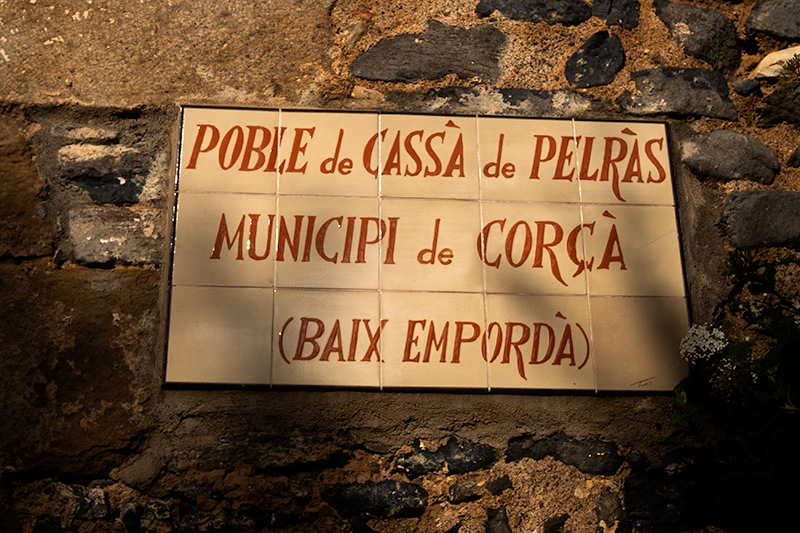 POBLE de CASSÀ de PELRÀS
MUNICIPI de CORÇÀ
(BAIX EMPORDÀ)